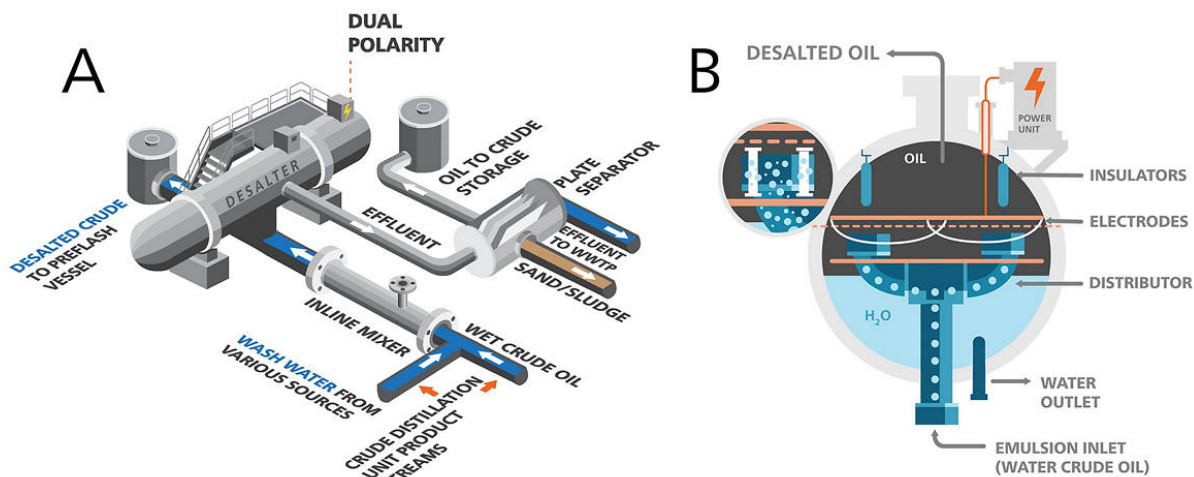 A
DUAL
POLARITY
DESALTER
DESALTED CRUDE
TO PREFLASH
VESSEL
OIL TO CRUDE
STORAGE
PLATE
SEPARATOR
EFFLUENT
EFFLUENT
TO WWTP
SAND/SLUDGE
INLINE MIXER
WET CRUDE OIL
WASH WATER FROM
VARIOUS SOURCES
CRUDE DISTILLATION
UNIT PRODUCT
STREAMS
B
DESALTED OIL
POWER
UNIT
OIL
INSULATORS
ELECTRODES
DISTRIBUTOR
H₂O
WATER
OUTLET
EMULSION INLET
(WATER CRUDE OIL)